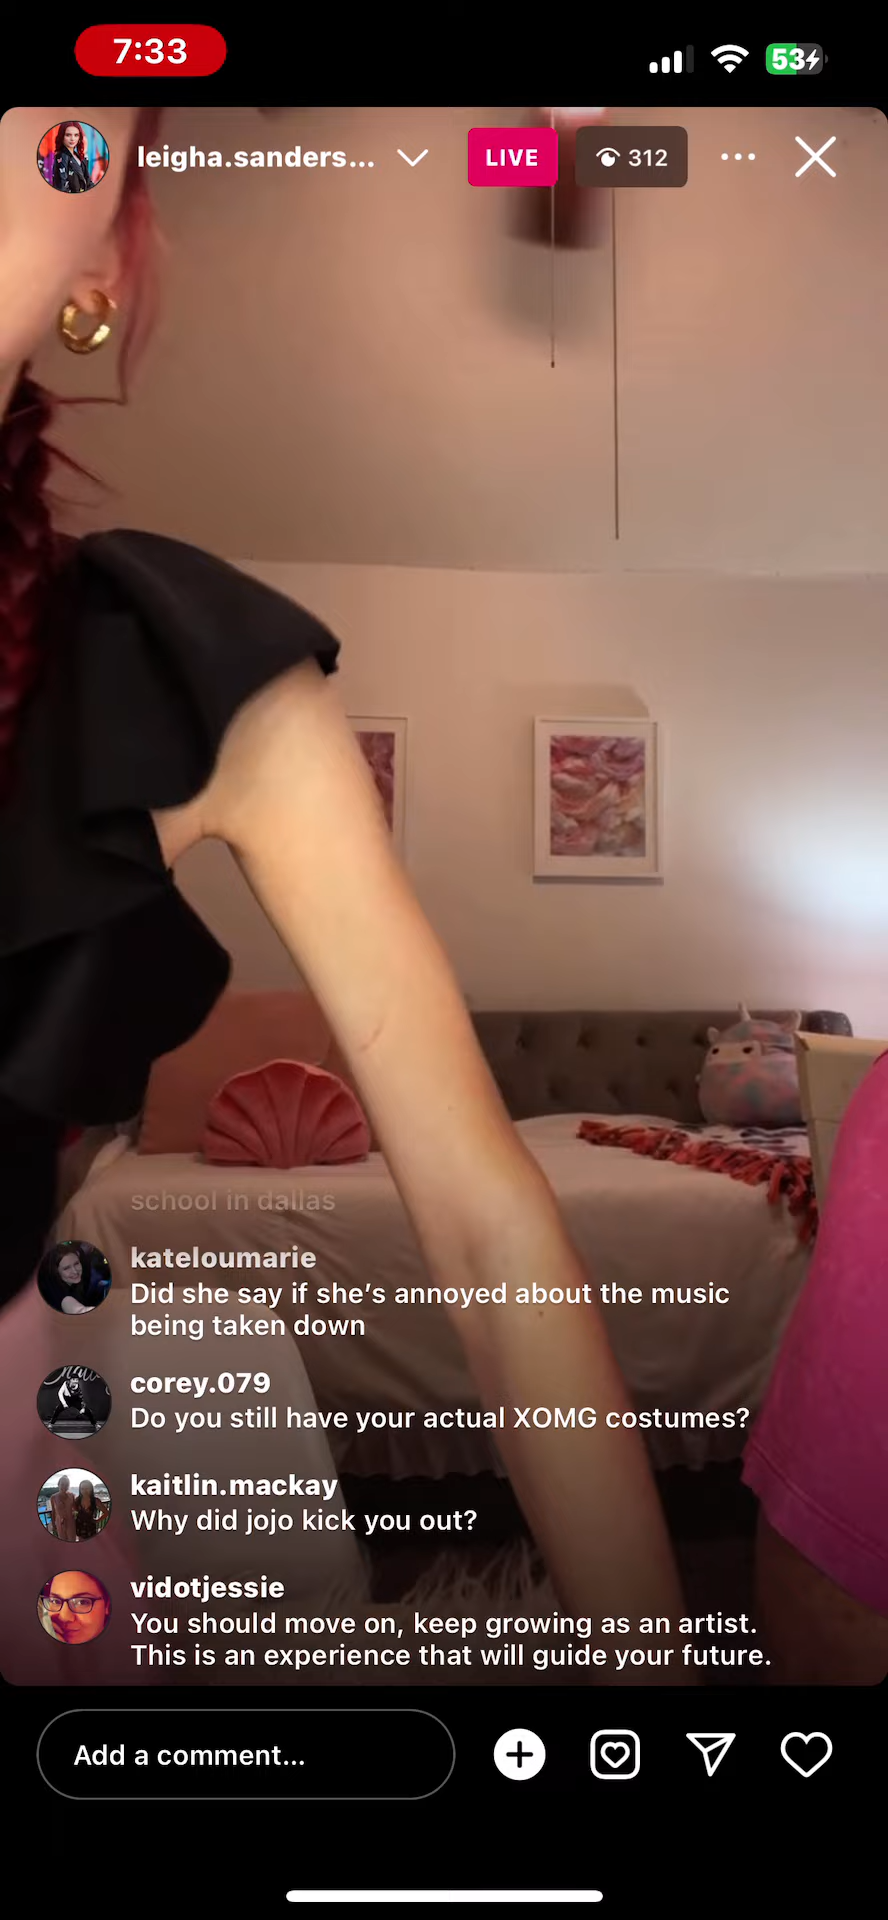 7:33
53
leigha.sanders...
LIVE
312
school in dallas
kateloumarie
Did she say if she's annoyed about the music
being taken down
corey.079
Do you still have your actual XOMG costumes?
kaitlin.mackay
Why did jojo kick you out?
vidotjessie
You should move on, keep growing as an artist.
This is an experience that will guide your future.
Add a comment...